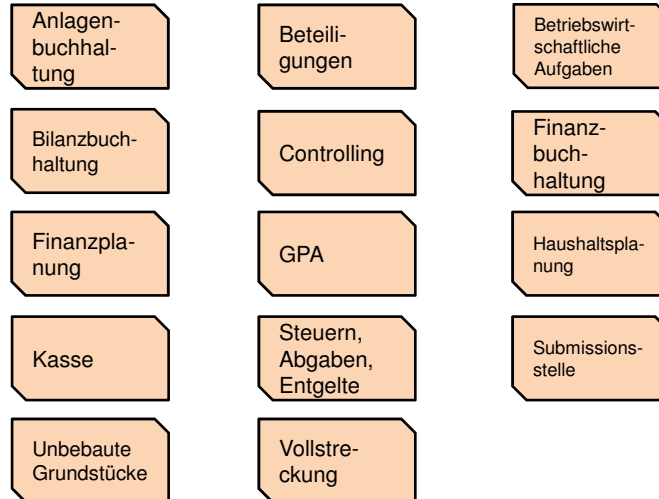 Anlagen-
buchhal-
tung
Beteili-
gungen
Betriebswirt-
schaftliche
Aufgaben
Bilanzbuch-
haltung
Controlling
Finanz-
buch-
haltung
Finanzpla-
nung
GPA
Haushaltspla-
nung
Kasse
Steuern,
Abgaben,
Entgelte
Submissions-
stelle
Unbebaute
Grundstücke
Vollstre-
ckung